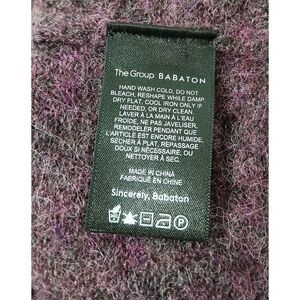 The Group BABATON
HAND WASH COLD, DO NOT
BLEACH, RESHAPE WHILE DAMP,
DRY FLAT, COOL IRON ONLY IF
NEEDED, OR DRY CLEAN.
LAVER À LA MAIN À L'EAU
FROIDE, NE PAS JAVELISER,
REMODELER PENDANT QUE
L'ARTICLE EST ENCORE HUMIDE,
SÉCHER À PLAT, REPASSAGE
DOUX SI NÉCESSAIRE OU
NETTOYER À SEC.
MADE IN CHINA
FABRIQUÉ EN CHINE
Sincerely, Babaton
P